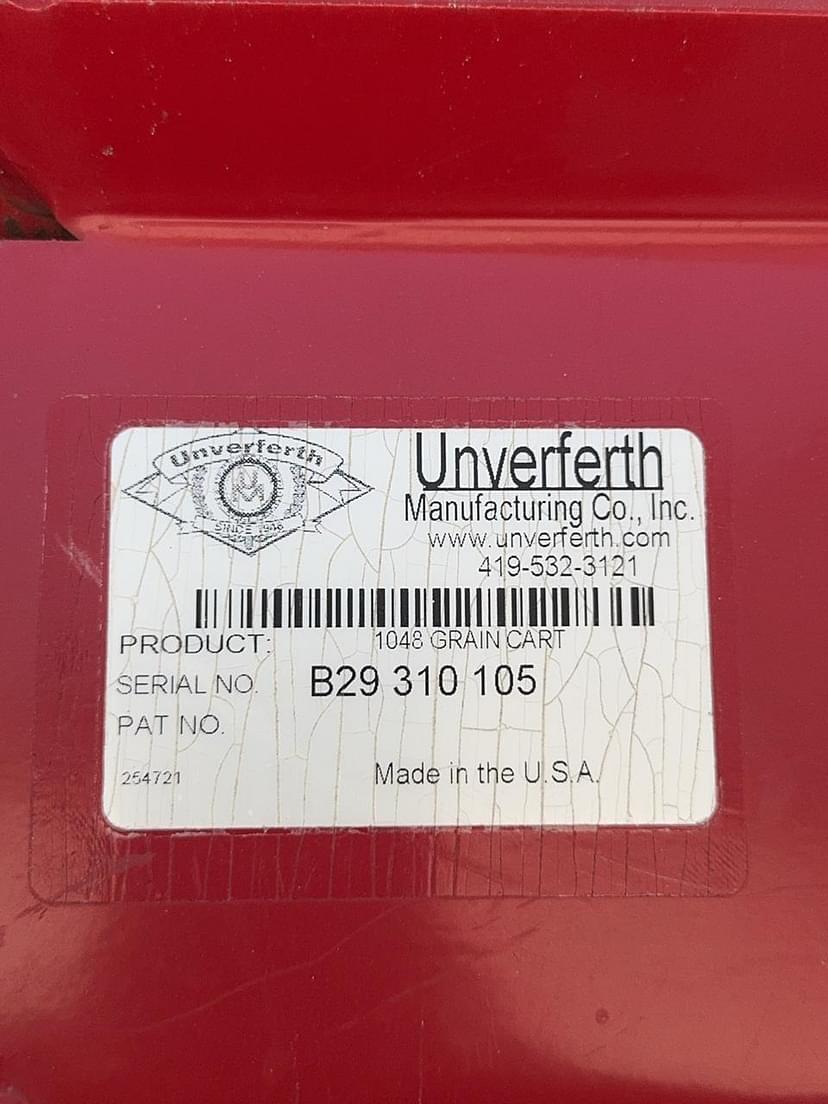 Unverferth
SINCE 1948
Unverferth
Manufacturing Co., Inc.
www.unverferth.com
419-532-3121
PRODUCT: 1048 GRAIN CART
SERIAL NO. B29 310 105
PAT NO.
254721 Made in the U.S.A.